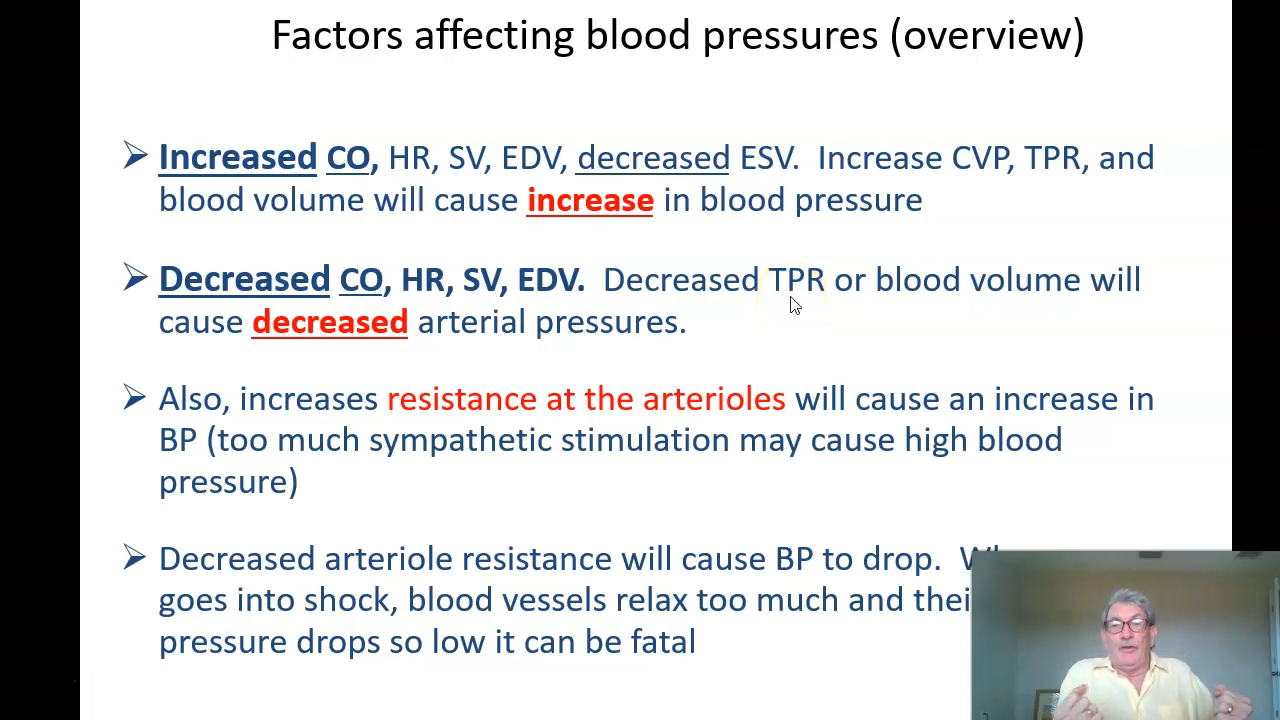 Factors affecting blood pressures (overview)
Increased CO, HR, SV, EDV, decreased ESV. Increase CVP, TPR, and
blood volume will cause increase in blood pressure
Decreased CO, HR, SV, EDV. Decreased TPR or blood volume will
cause decreased arterial pressures.
Also, increases resistance at the arterioles will cause an increase in
BP (too much sympathetic stimulation may cause high blood
pressure)
Decreased arteriole resistance will cause BP to drop.
goes into shock, blood vessels relax too much and
pressure drops so low it can be fatal